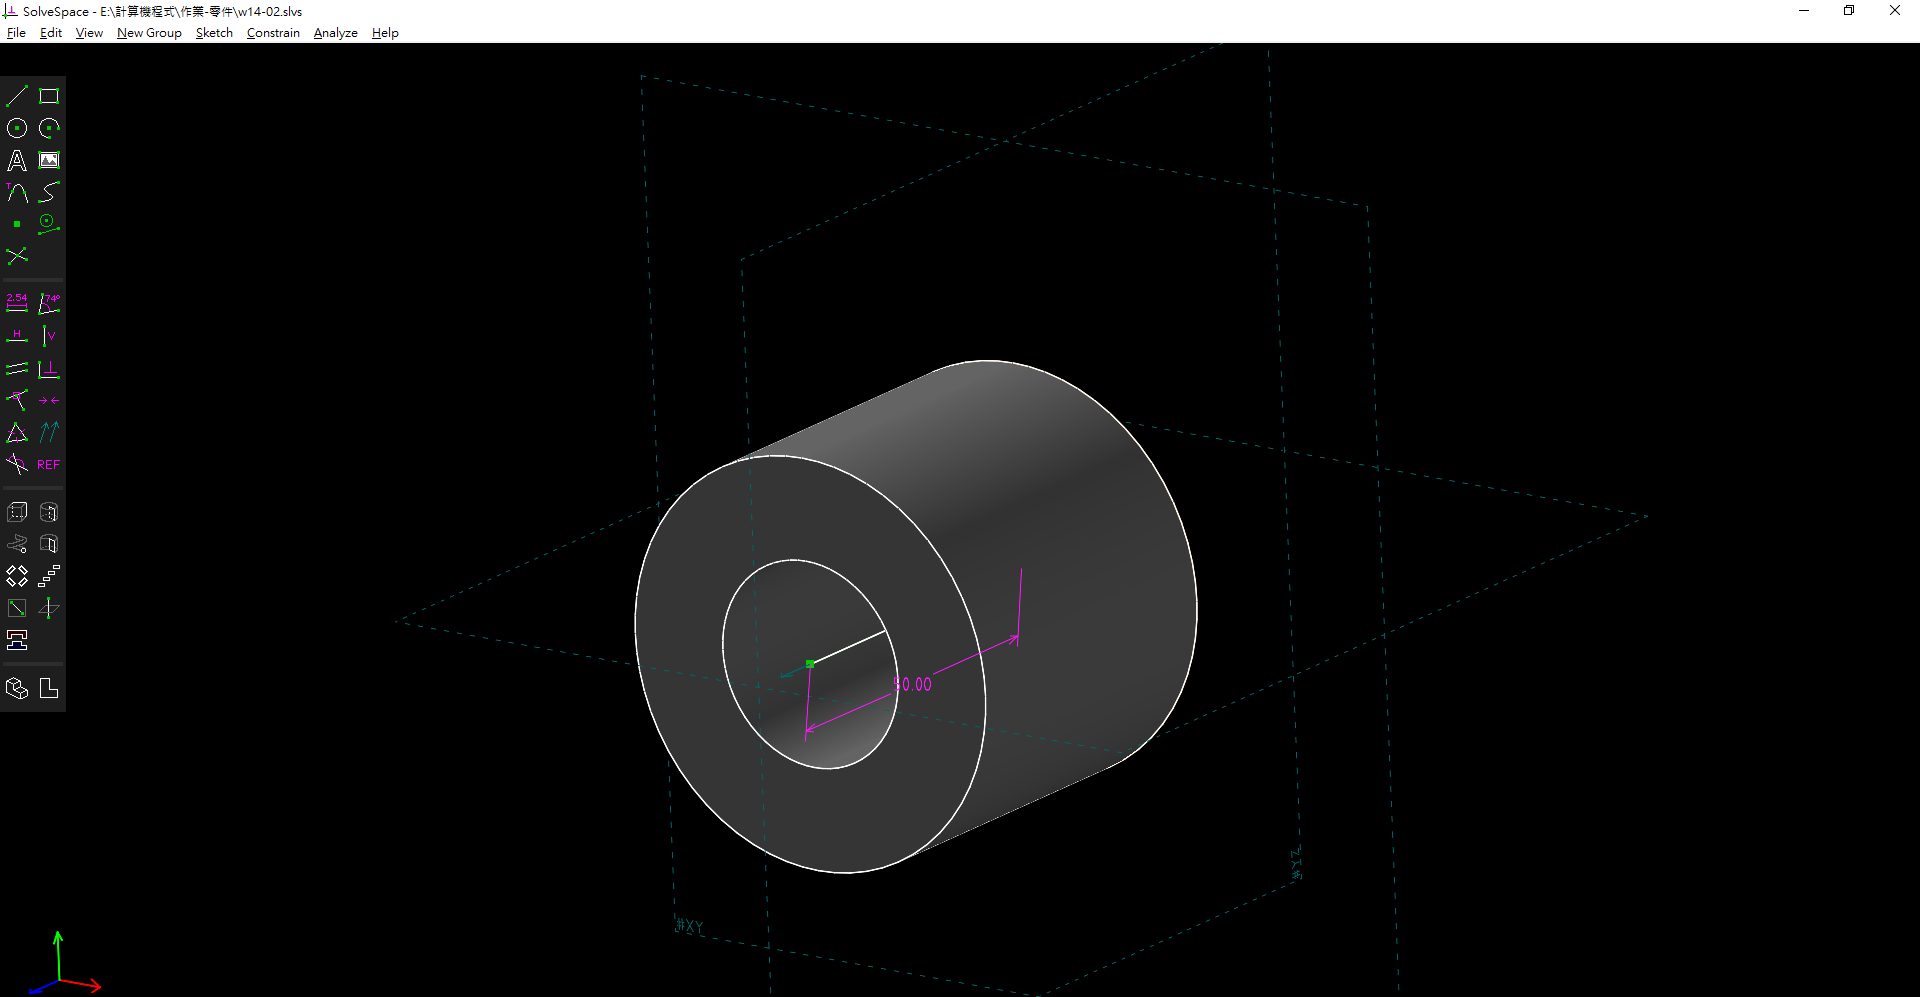 SolveSpace - E:\計算機程式\作業-零件\w14-02.slvs
File Edit View New Group Sketch Constrain Analyze Help
2.54 74°
H V
REF
50.00
#YZ
#XY